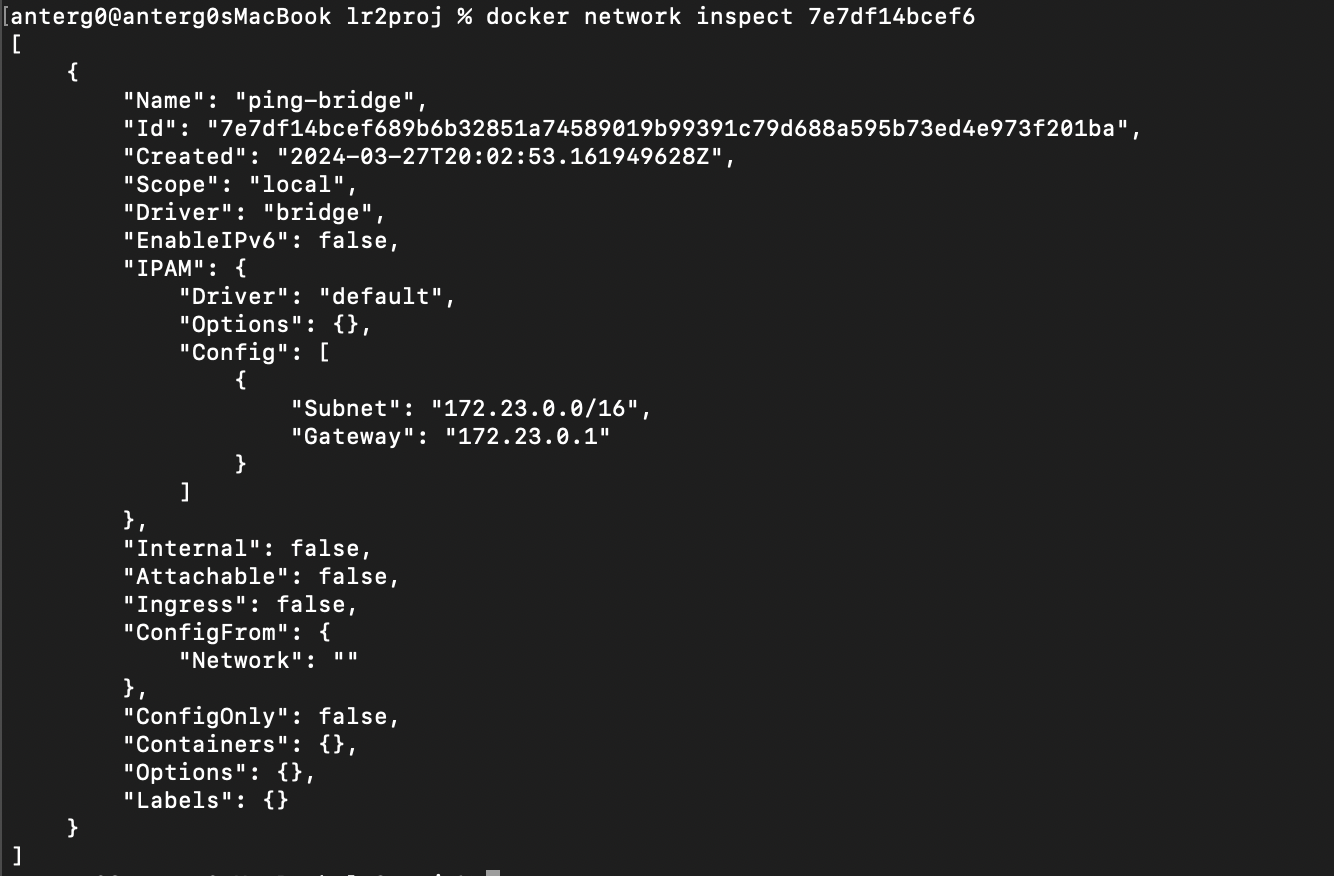 [anterg0@anterg0sMacBook lr2proj % docker network inspect 7e7df14bcef6
[
    {
        "Name": "ping-bridge",
        "Id": "7e7df14bcef689b6b32851a74589019b99391c79d688a595b73ed4e973f201ba",
        "Created": "2024-03-27T20:02:53.161949628Z",
        "Scope": "local",
        "Driver": "bridge",
        "EnableIPv6": false,
        "IPAM": {
            "Driver": "default",
            "Options": {},
            "Config": [
                {
                    "Subnet": "172.23.0.0/16",
                    "Gateway": "172.23.0.1"
                }
            ]
        },
        "Internal": false,
        "Attachable": false,
        "Ingress": false,
        "ConfigFrom": {
            "Network": ""
        },
        "ConfigOnly": false,
        "Containers": {},
        "Options": {},
        "Labels": {}
    }
]